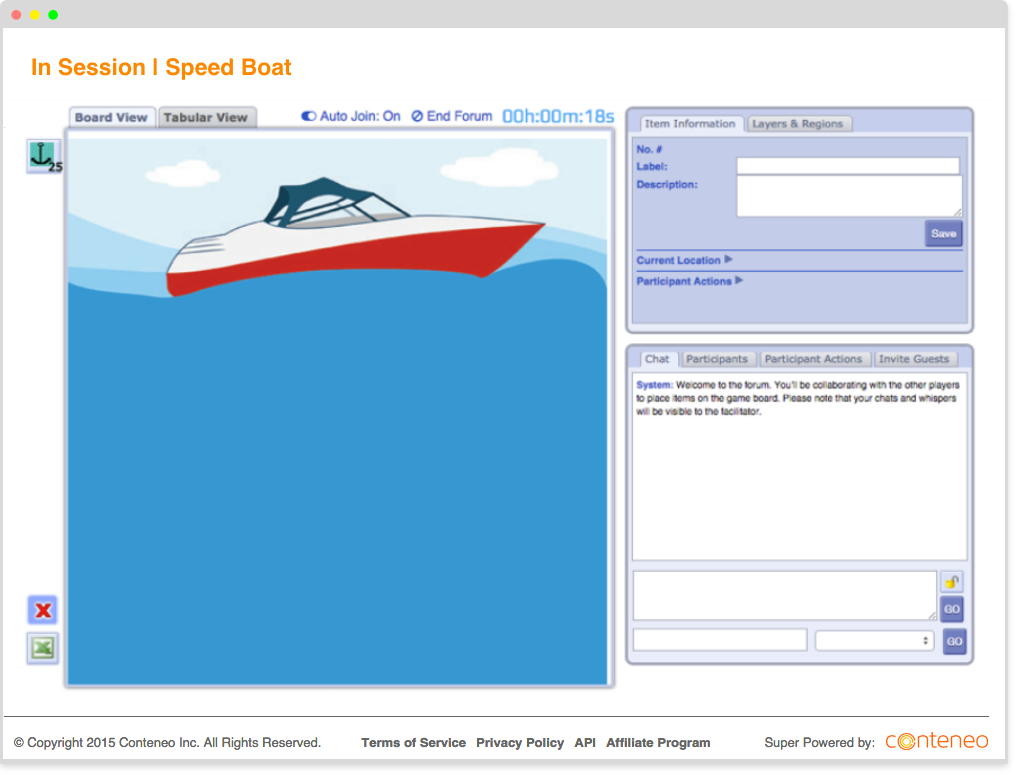 In Session | Speed Boat
Board View
Tabular View
Auto Join: On
End Forum
00h:00m:18s
25
Item Information
Layers & Regions
No. #
Label:
Description:
Save
Current Location
Participant Actions
Chat
Participants
Participant Actions
Invite Guests
System: Welcome to the forum. You'll be collaborating with the other players
to place items on the game board. Please note that your chats and whispers
will be visible to the facilitator.
GO
GO
© Copyright 2015 Conteneo Inc. All Rights Reserved.
Terms of Service
Privacy Policy
API
Affiliate Program
Super Powered by:
conteneo